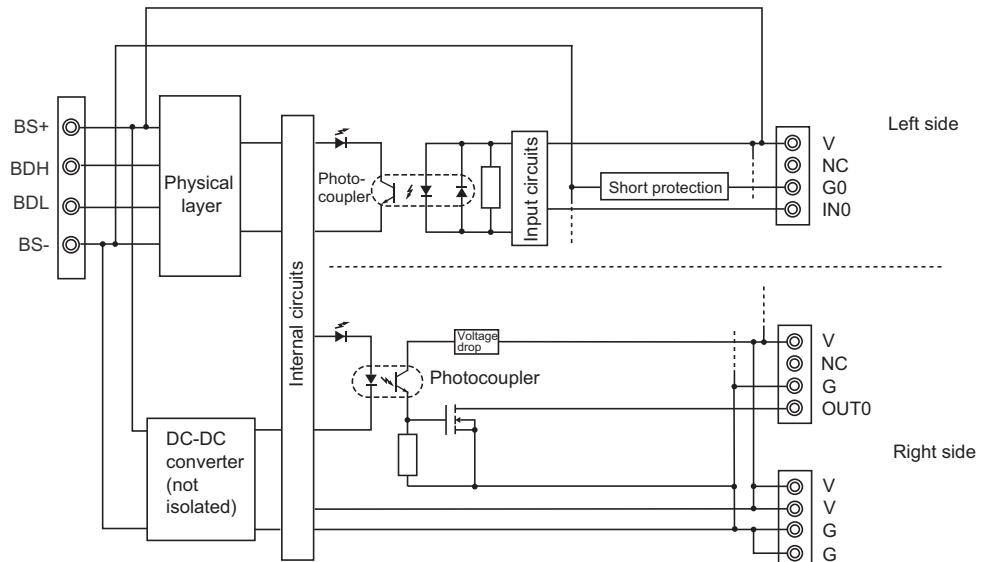 BS+
BDH
BDL
BS-
Physical
layer
Internal circuits
Photo-
coupler
Input circuits
Short protection
V
NC
G0
IN0
Left side
Voltage
drop
Photocoupler
V
NC
G
OUT0
Right side
DC-DC
converter
(not
isolated)
V
V
G
G